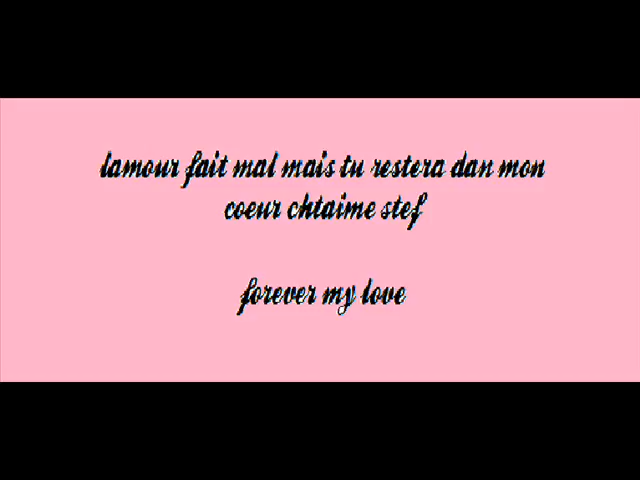 lamour fait mal mais tu restera dan mon
coeur chtaime stef
forever my love